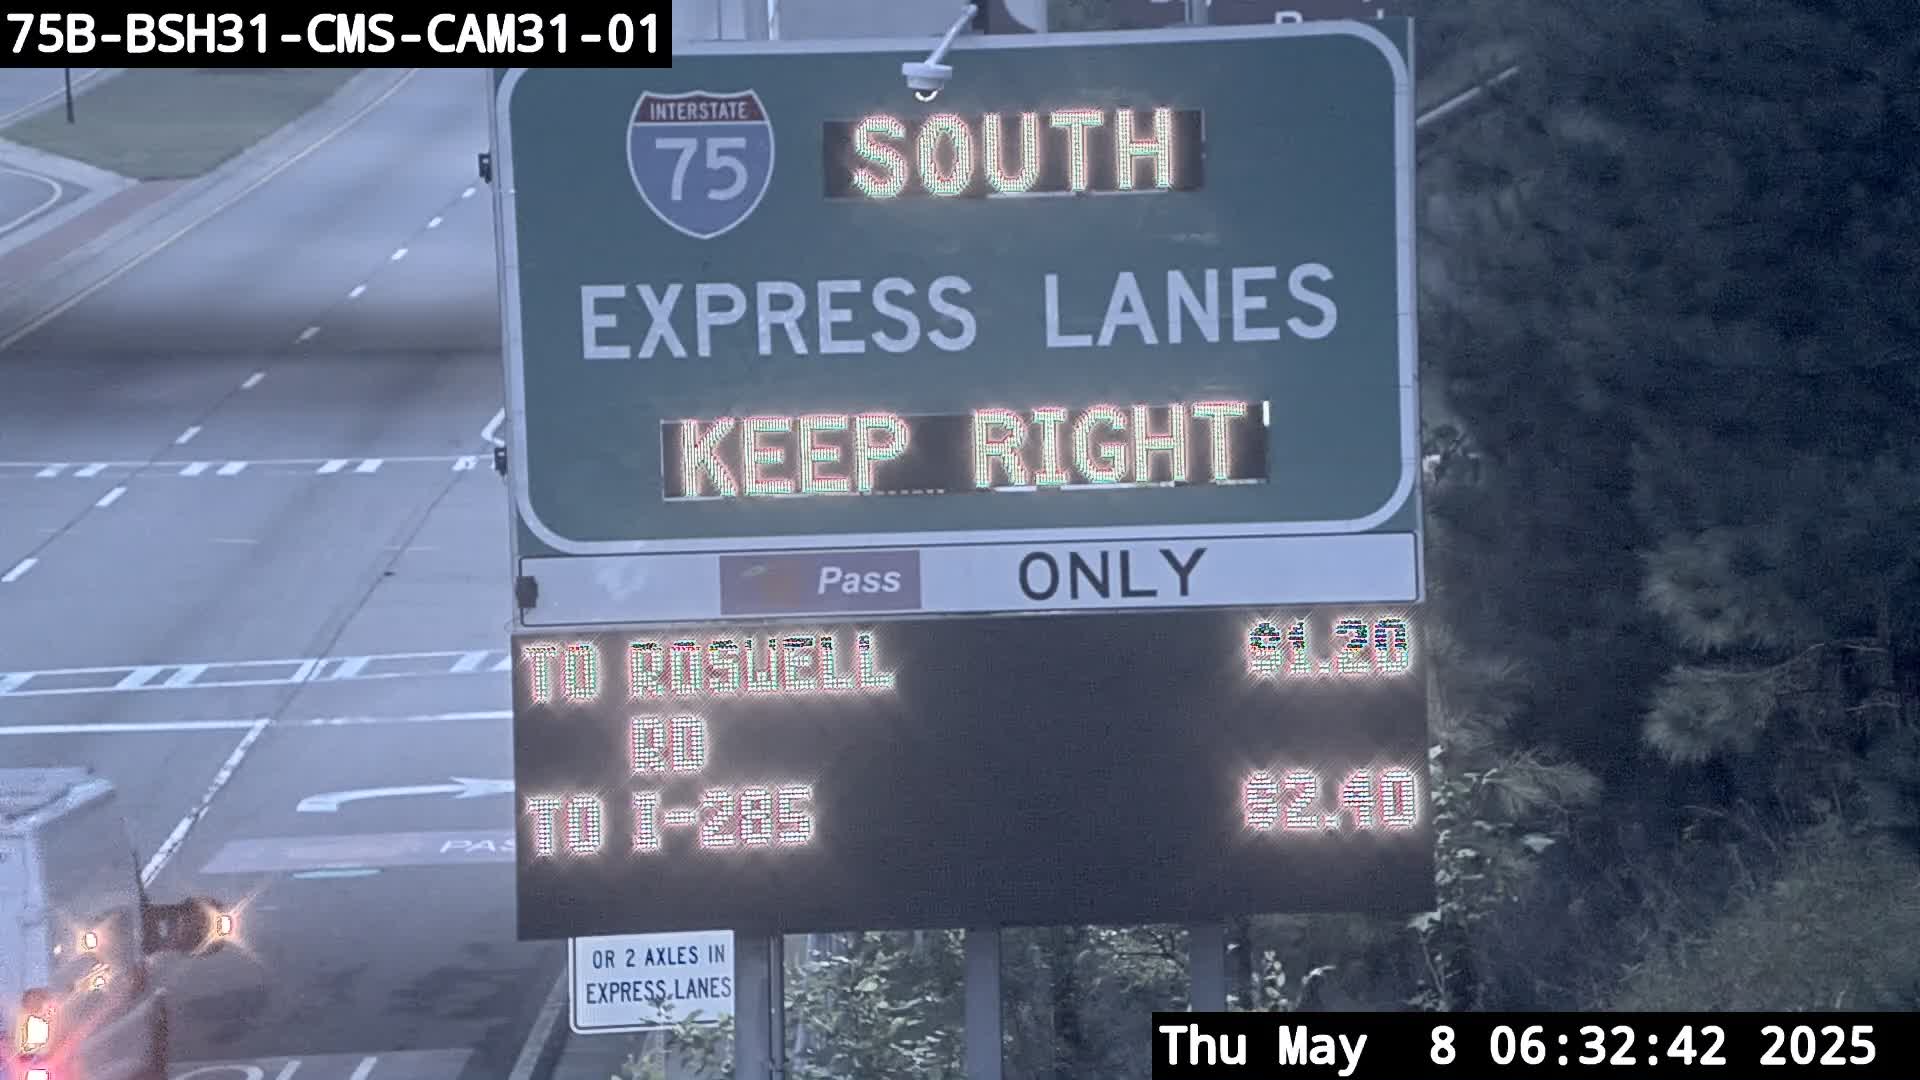 75B-BSH31-CMS-CAM31-01
INTERSTATE
75
SOUTH
EXPRESS LANES
KEEP RIGHT
Pass ONLY
TO ROSWELL $1.20
RD
TO I-285 $2.40
OR 2 AXLES IN
EXPRESS LANES
Thu May 8 06:32:42 2025